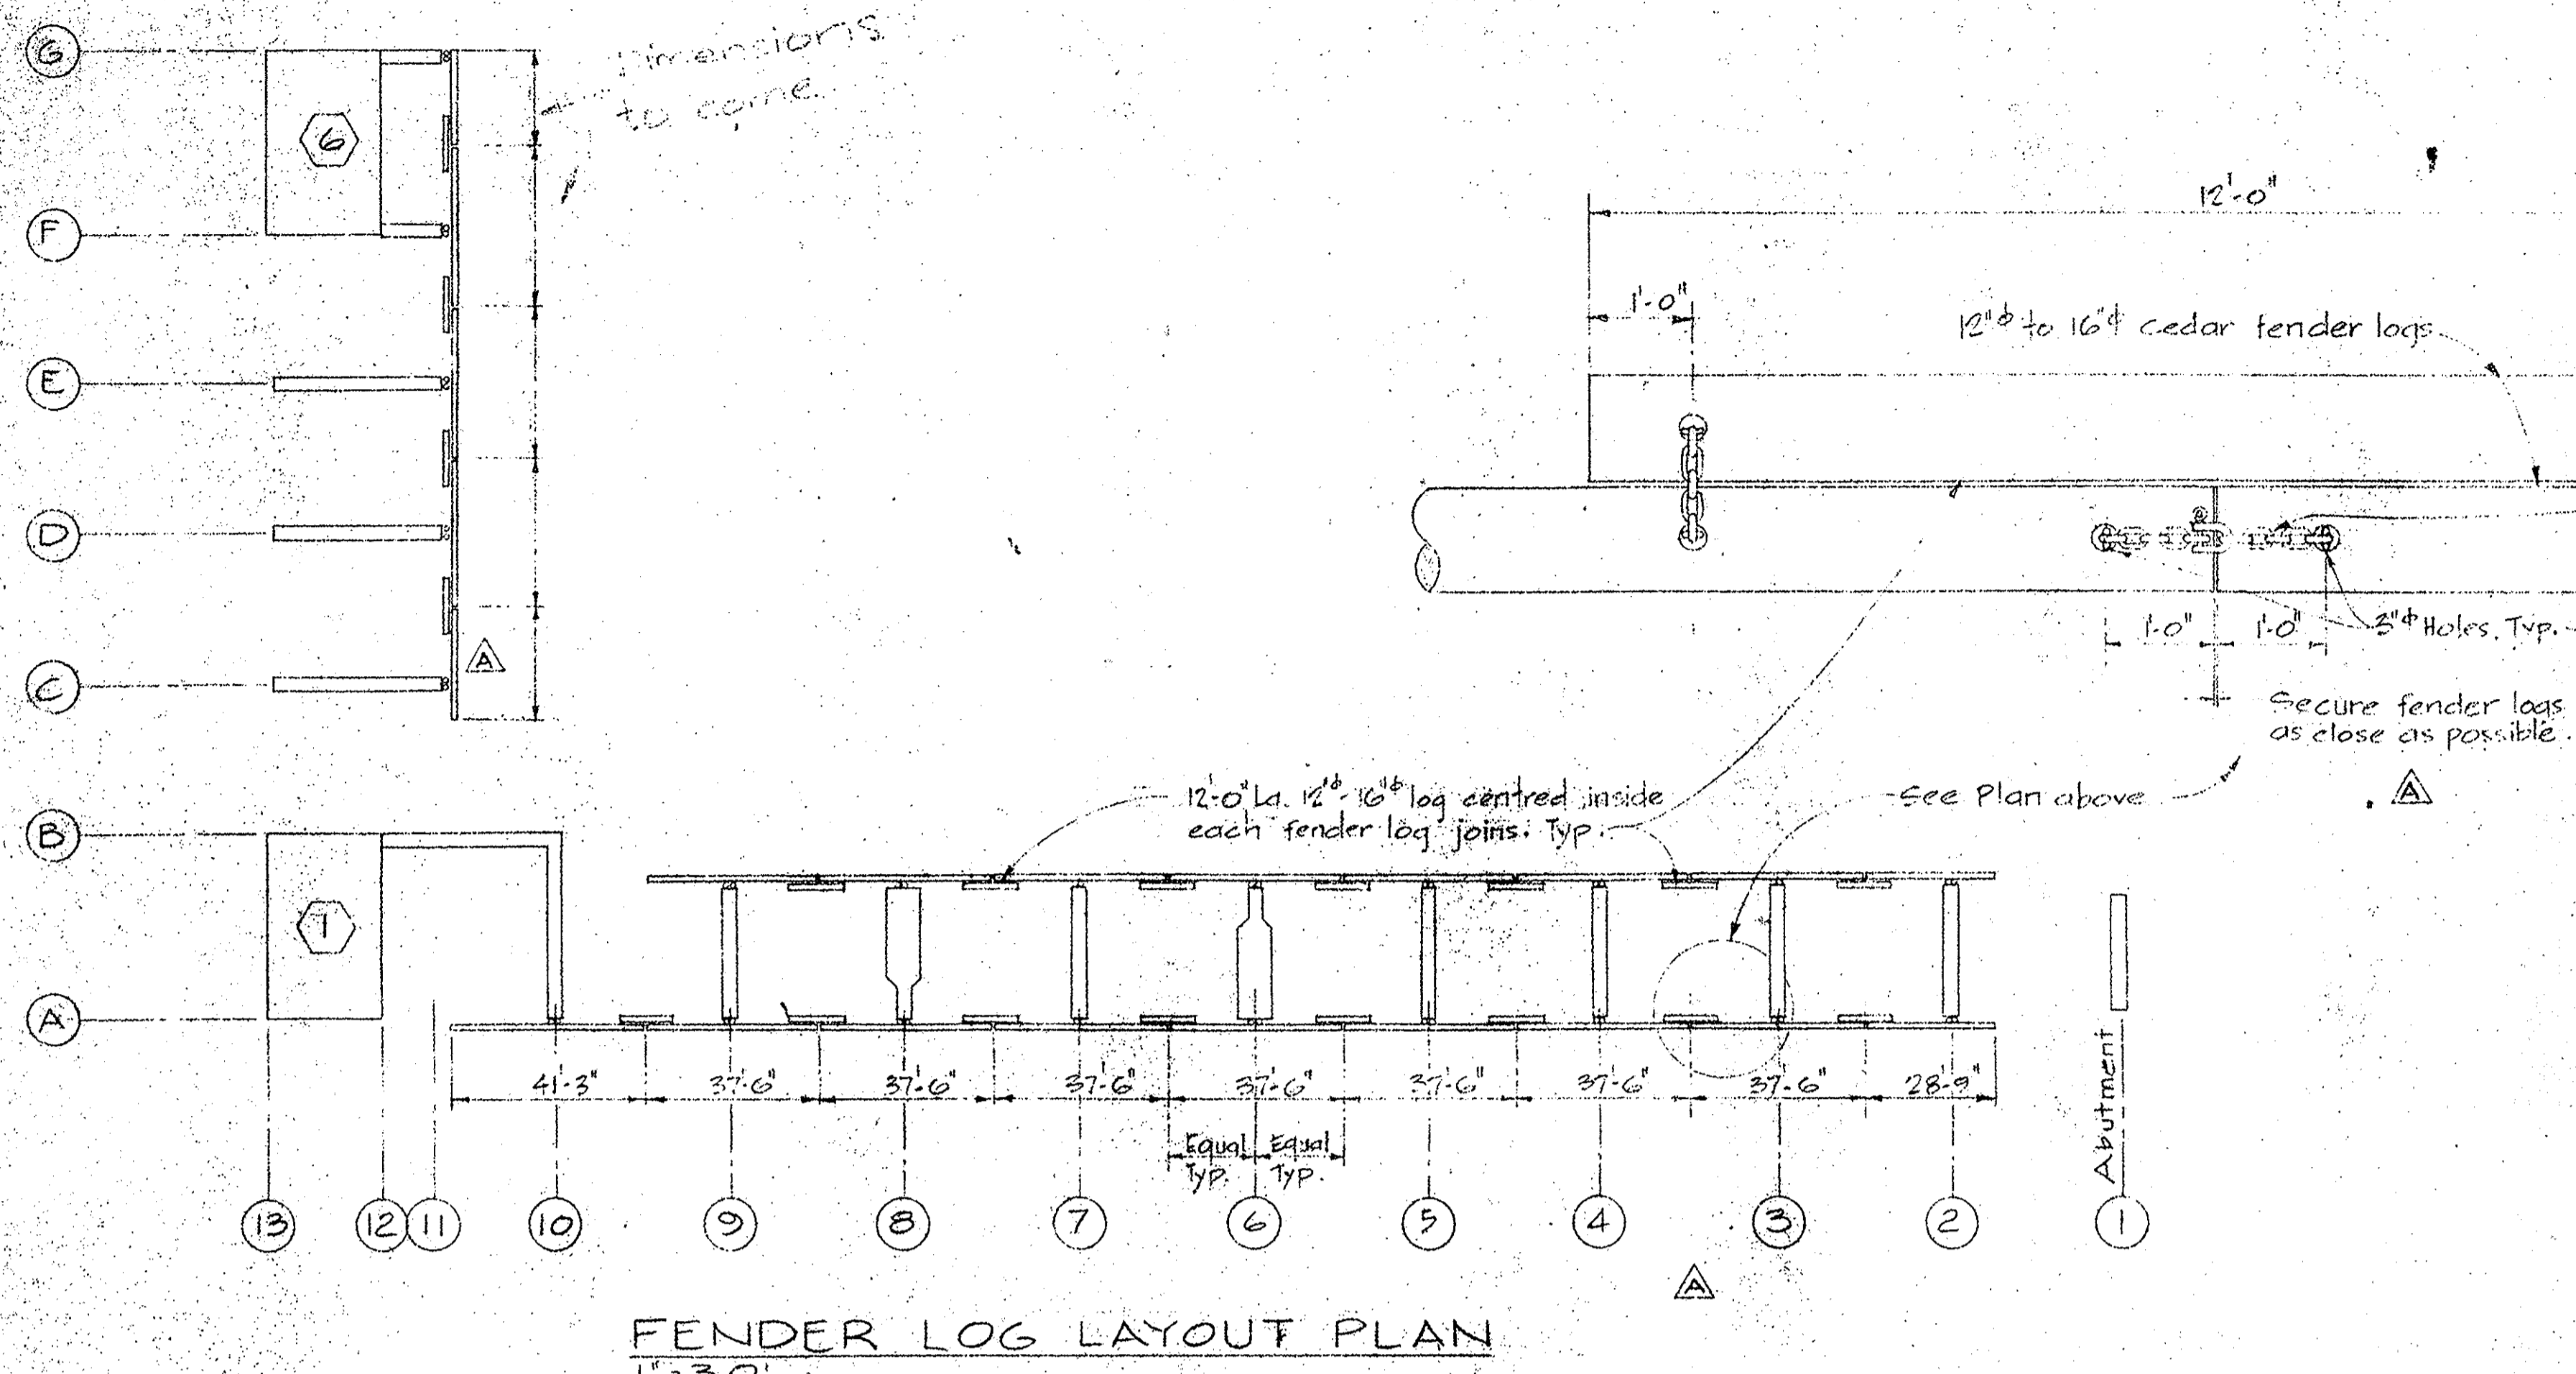 G
Dimensions
to come.
6
F
E
D
C
A
12'-0"
1'-0"
12"ϕ to 16"ϕ cedar fender logs
1'-0" 1'-0" 3"ϕ Holes. Typ.
Secure fender logs
as close as possible.
A
12'-0" Lg. 12"ϕ-16"ϕ log centred inside
each fender log joins. Typ.
See Plan above
B
1
A
41'-3" 37'-6" 37'-6" 37'-6" 37'-6" 37'-6" 37'-6" 37'-6" 28'-9"
Equal Equal
Typ. Typ.
Abutment
13 12 11 10 9 8 7 6 5 4 3 2 1
A
FENDER LOG LAYOUT PLAN